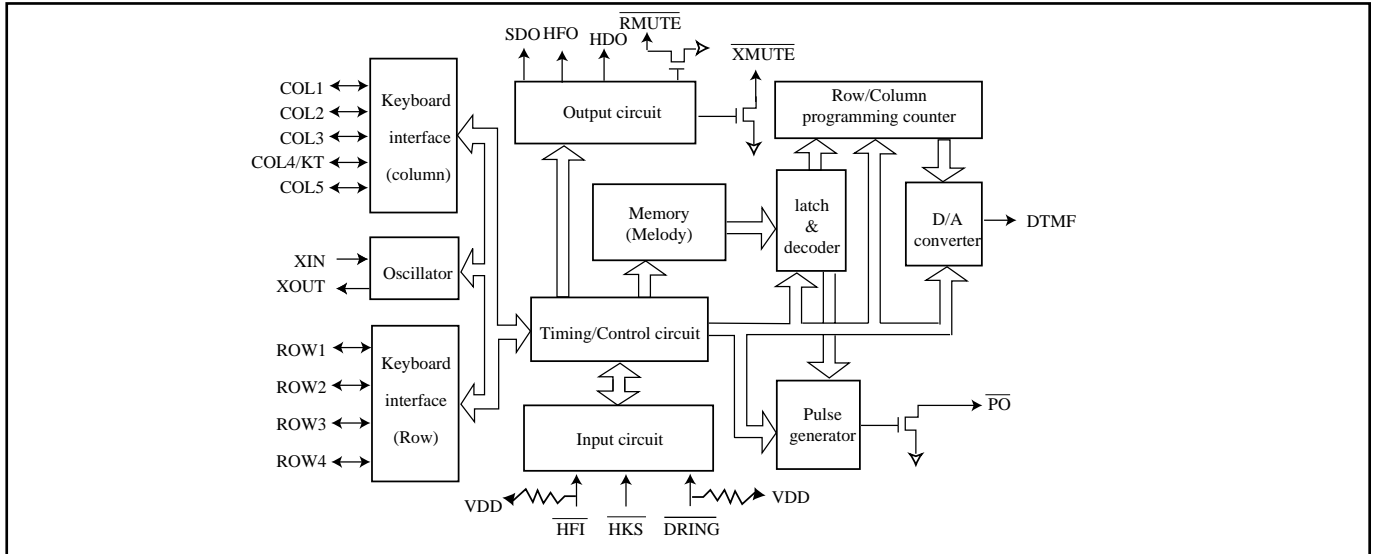 RMUTE
SDO
HFO
HDO
XMUTE
COL1
COL2
COL3
COL4/KT
COL5
Keyboard
interface
(column)
Output circuit
Row/Column
programming counter
Memory
(Melody)
latch
&
decoder
D/A
converter
DTMF
XIN
XOUT
Oscillator
Timing/Control circuit
ROW1
ROW2
ROW3
ROW4
Keyboard
interface
(Row)
Input circuit
Pulse
generator
PO
VDD
VDD
HFI
HKS
DRING